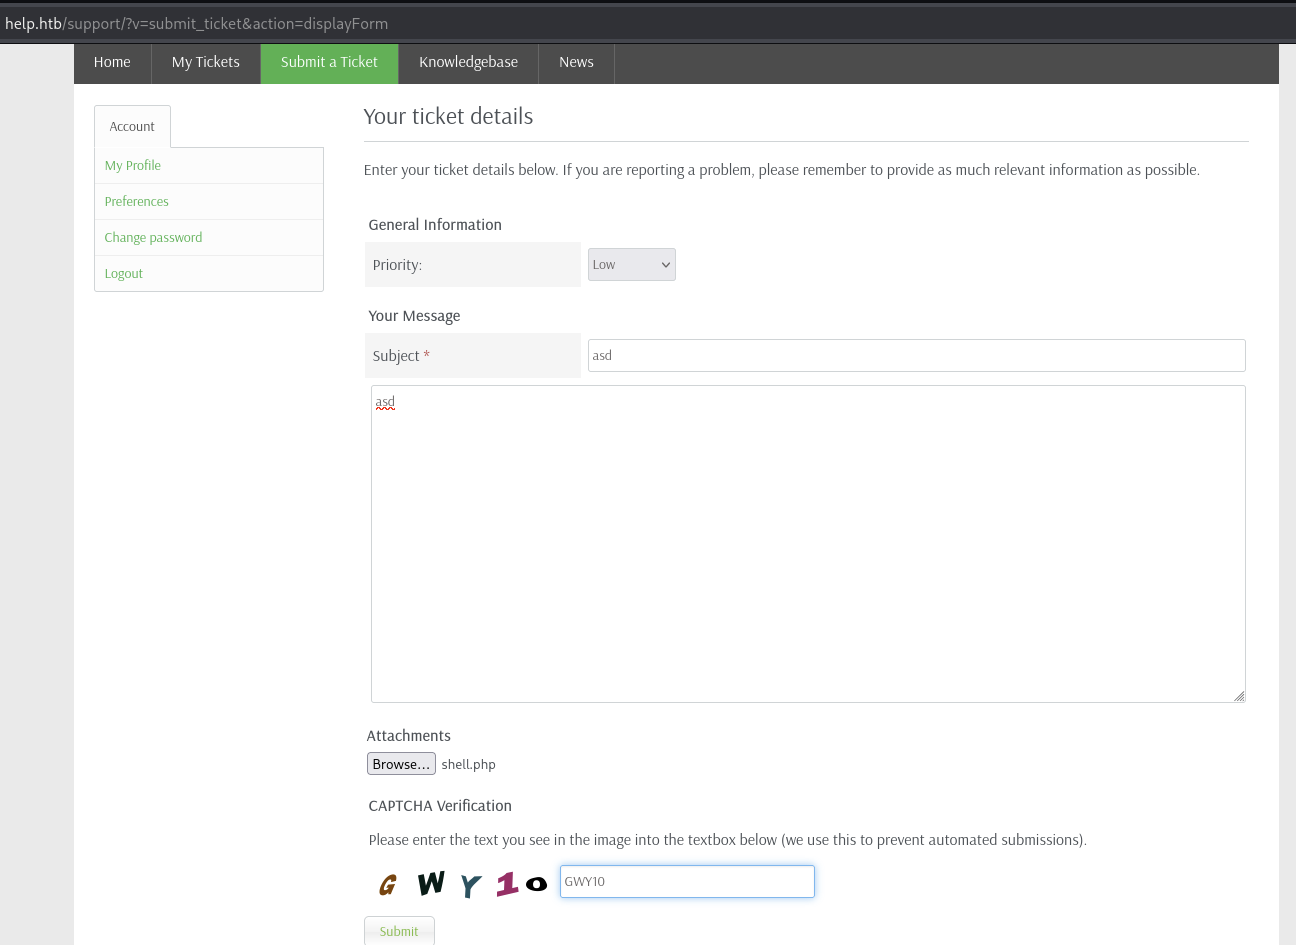 help.htb/support/?v=submit_ticket&action=displayForm
Home My Tickets Submit a Ticket Knowledgebase News
Account
My Profile
Preferences
Change password
Logout
Your ticket details
Enter your ticket details below. If you are reporting a problem, please remember to provide as much relevant information as possible.
General Information
Priority: Low
Your Message
Subject * asd
asd
Attachments
Browse... shell.php
CAPTCHA Verification
Please enter the text you see in the image into the textbox below (we use this to prevent automated submissions).
G W Y 1 o GWY10
Submit